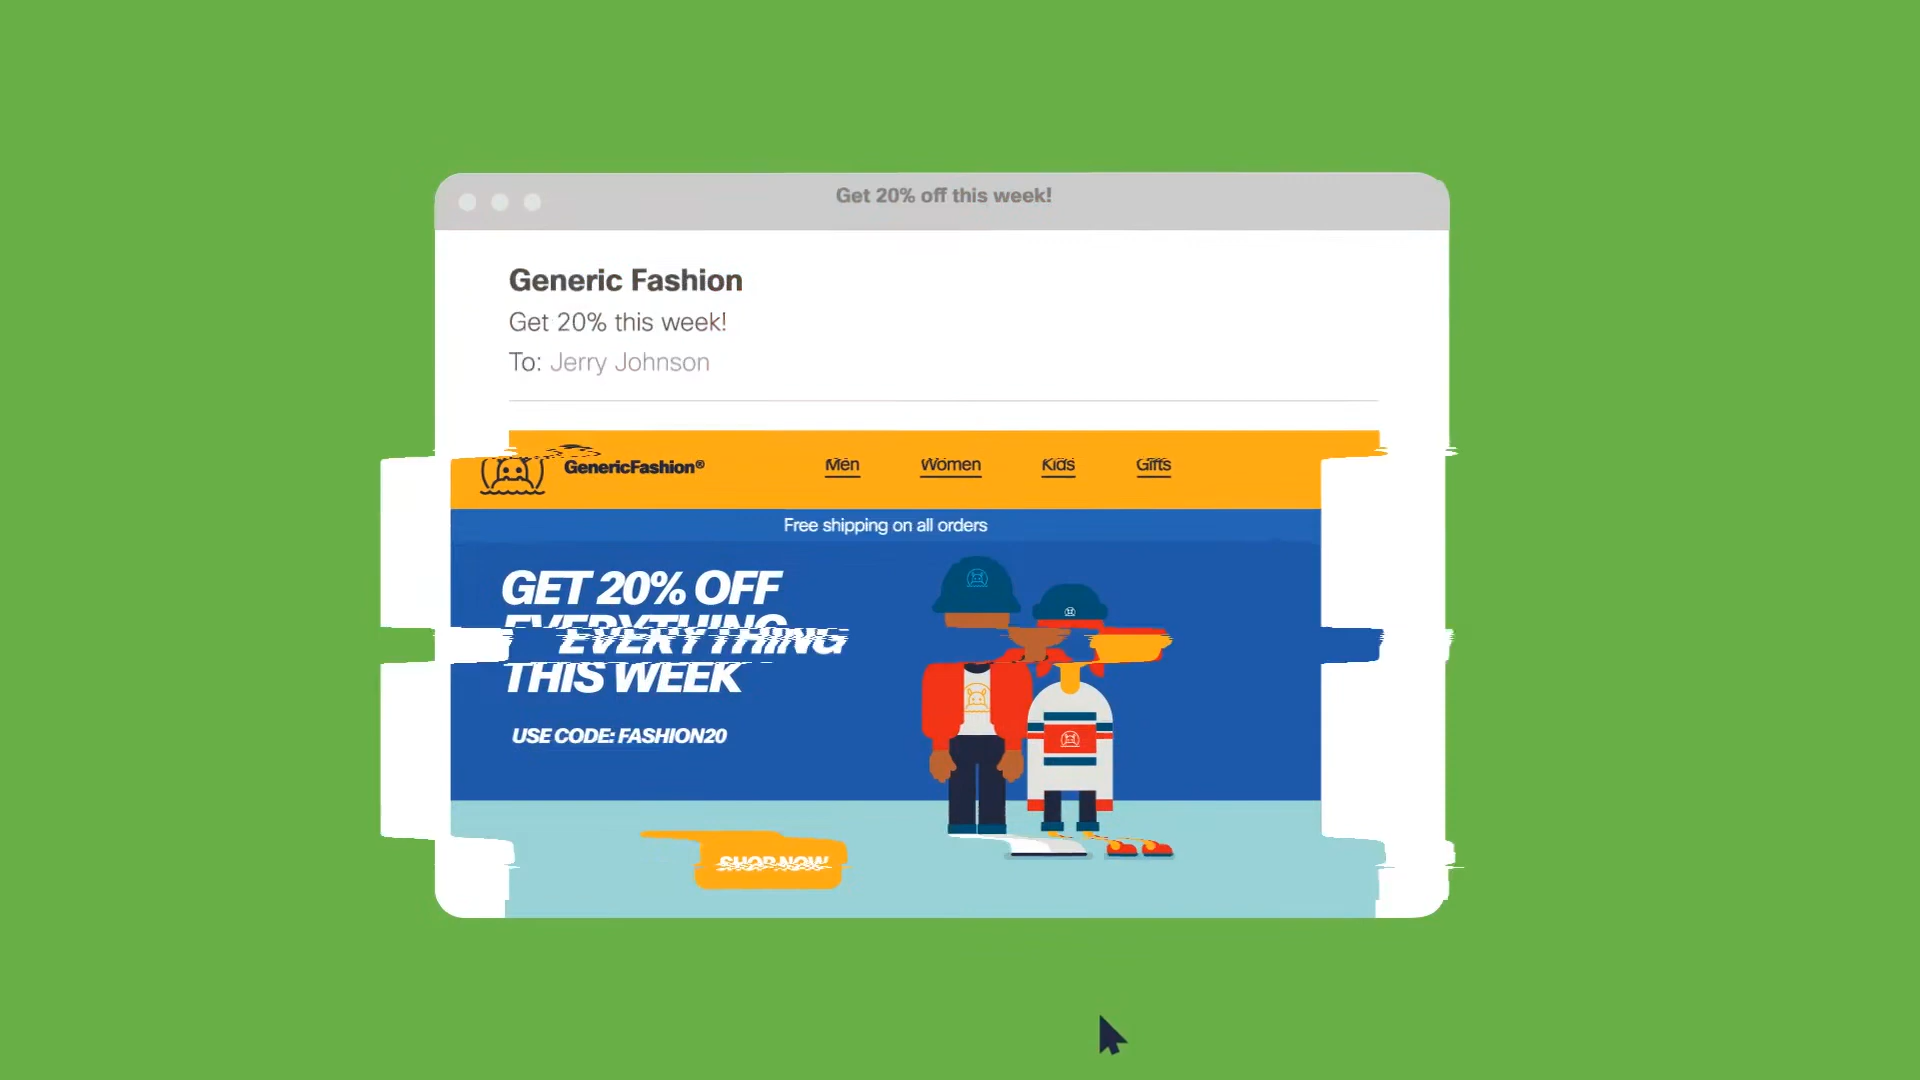 Get 20% off this week!
Generic Fashion
Get 20% this week!
To: Jerry Johnson
GenericFashion®
Men Women Kids Gifts
Free shipping on all orders
GET 20% OFF
EVERYTHING
THIS WEEK
USE CODE: FASHION20
SHOP NOW